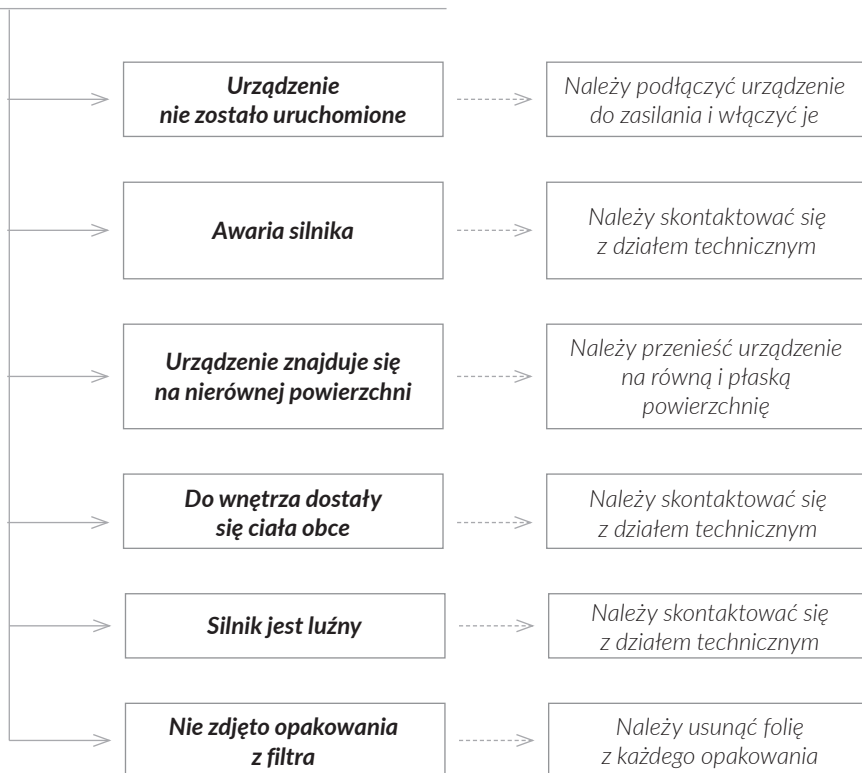 Urządzenie
nie zostało uruchomione
Należy podłączyć urządzenie
do zasilania i włączyć je
Awaria silnika
Należy skontaktować się
z działem technicznym
Urządzenie znajduje się
na nierównej powierzchni
Należy przenieść urządzenie
na równą i płaską
powierzchnię
Do wnętrza dostały
się ciała obce
Należy skontaktować się
z działem technicznym
Silnik jest luźny
Należy skontaktować się
z działem technicznym
Nie zdjęto opakowania
z filtra
Należy usunąć folię
z każdego opakowania